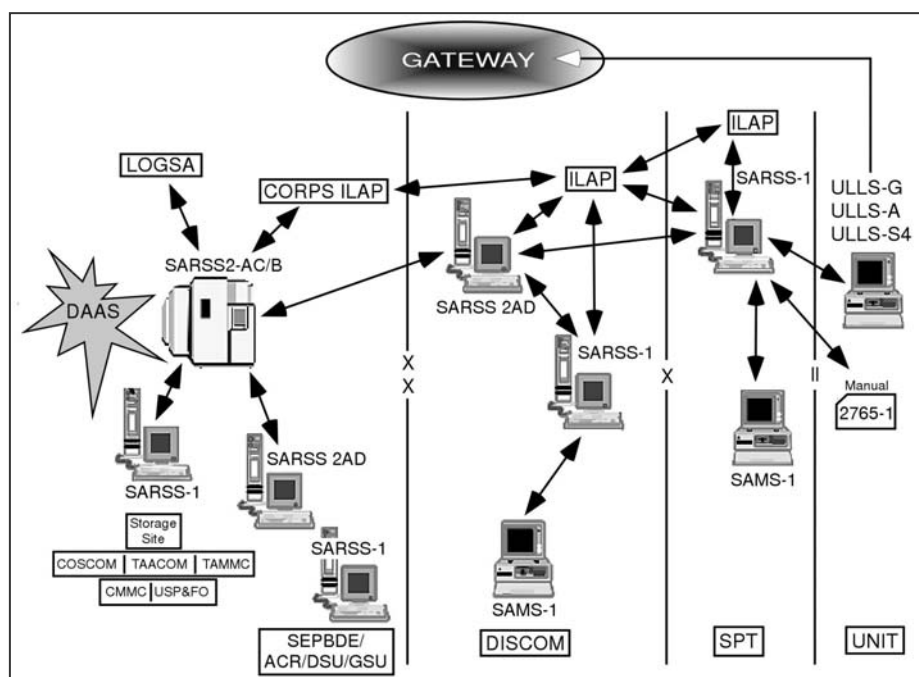 GATEWAY
LOGSA
CORPS ILAP
SARSS2-AC/B
DAAS
SARSS-1
SARSS 2AD
Storage
Site
COSCOM TAACOM TAMMC
CMMC USP&FO
SARSS-1
SEPBDE/
ACR/DSU/GSU
X
X
ILAP
SARSS 2AD
SARSS-1
SAMS-1
DISCOM
X
ILAP
SARSS-1
SAMS-1
SPT
II
ULLS-G
ULLS-A
ULLS-S4
Manual
2765-1
UNIT